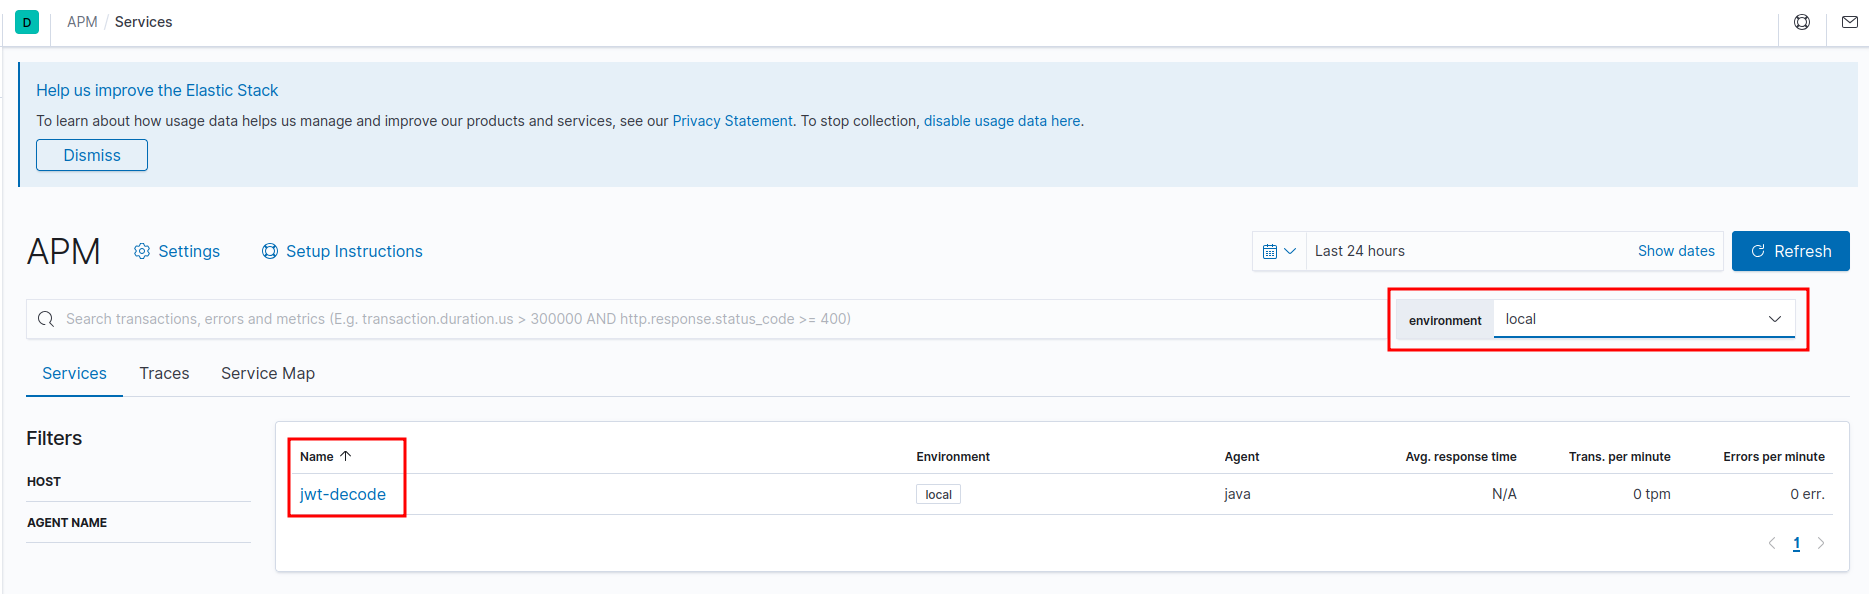 D APM / Services
Help us improve the Elastic Stack
To learn about how usage data helps us manage and improve our products and services, see our Privacy Statement. To stop collection, disable usage data here.
Dismiss
APM Settings Setup Instructions Last 24 hours Show dates Refresh
Search transactions, errors and metrics (E.g. transaction.duration.us > 300000 AND http.response.status_code >= 400) environment local
Services Traces Service Map
Filters
HOST
AGENT NAME
Name Environment Agent Avg. response time Trans. per minute Errors per minute
jwt-decode local java N/A 0 tpm 0 err.
1